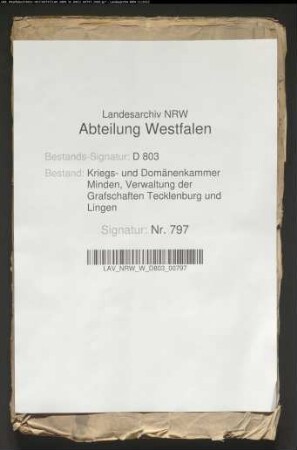 Landesarchiv NRW
Abteilung Westfalen
Bestands-Signatur: D 803
Bestand: Kriegs- und Domänenkammer
Minden, Verwaltung der
Grafschaften Tecklenburg und
Lingen
Signatur: Nr. 797
LAV_NRW_W_D803_00797